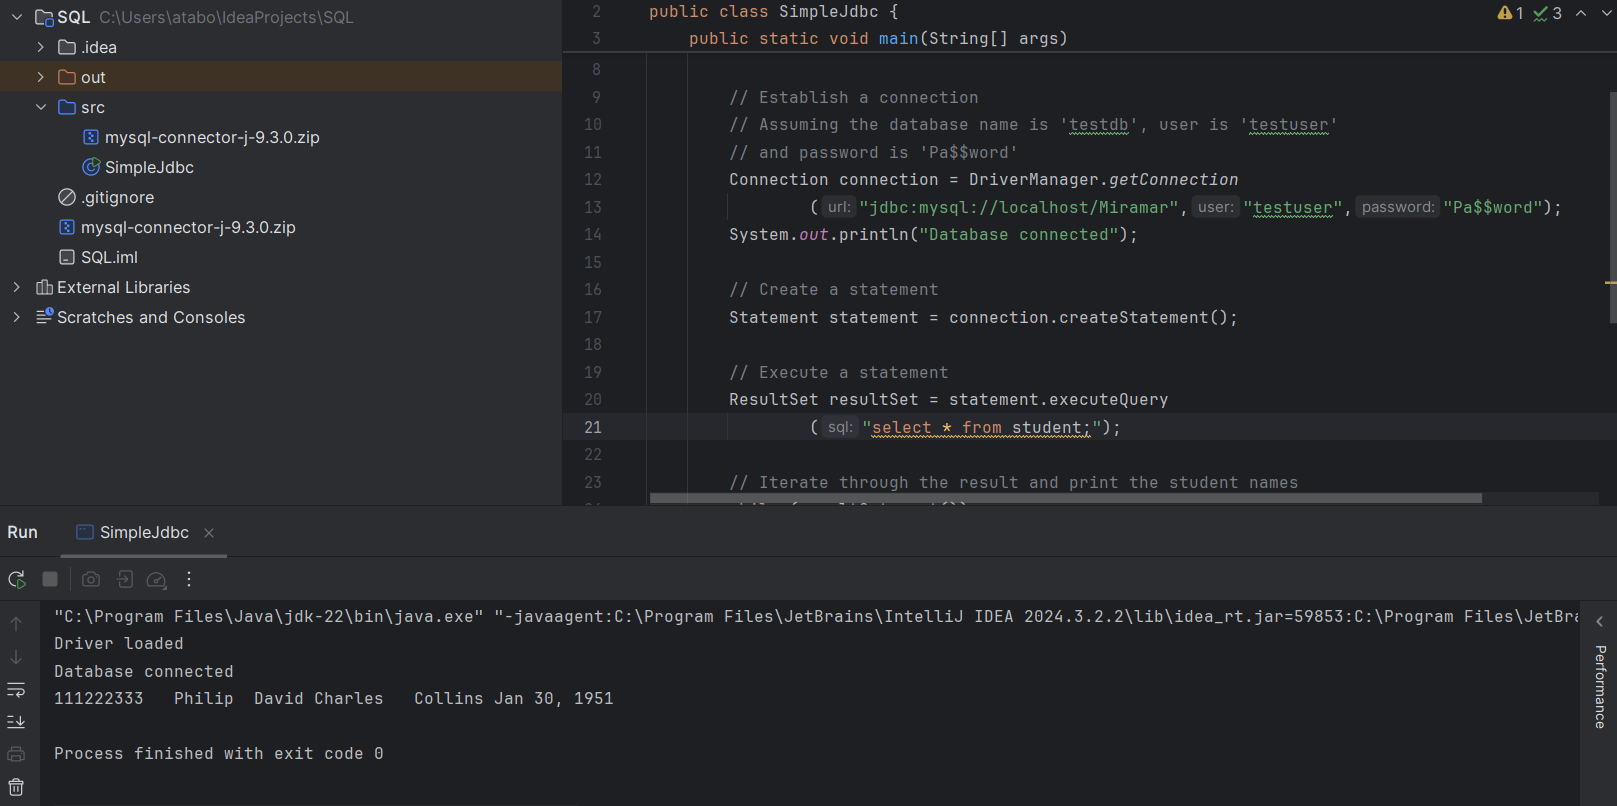 SQL C:\Users\atabo\IdeaProjects\SQL
.idea
out
src
mysql-connector-j-9.3.0.zip
SimpleJdbc
.gitignore
mysql-connector-j-9.3.0.zip
SQL.iml
External Libraries
Scratches and Consoles
2 public class SimpleJdbc {
3 public static void main(String[] args)
1 3
8
9 // Establish a connection
10 // Assuming the database name is 'testdb', user is 'testuser'
11 // and password is 'Pa$$word'
12 Connection connection = DriverManager.getConnection
13 ( url: "jdbc:mysql://localhost/Miramar", user: "testuser", password: "Pa$$word");
14 System.out.println("Database connected");
15
16 // Create a statement
17 Statement statement = connection.createStatement();
18
19 // Execute a statement
20 ResultSet resultSet = statement.executeQuery
21 ( sql: "select * from student;");
22
23 // Iterate through the result and print the student names
Run SimpleJdbc
"C:\Program Files\Java\jdk-22\bin\java.exe" "-javaagent:C:\Program Files\JetBrains\IntelliJ IDEA 2024.3.2.2\lib\idea_rt.jar=59853:C:\Program Files\JetBra
Driver loaded
Database connected
111222333 Philip David Charles Collins Jan 30, 1951
Process finished with exit code 0
Performance